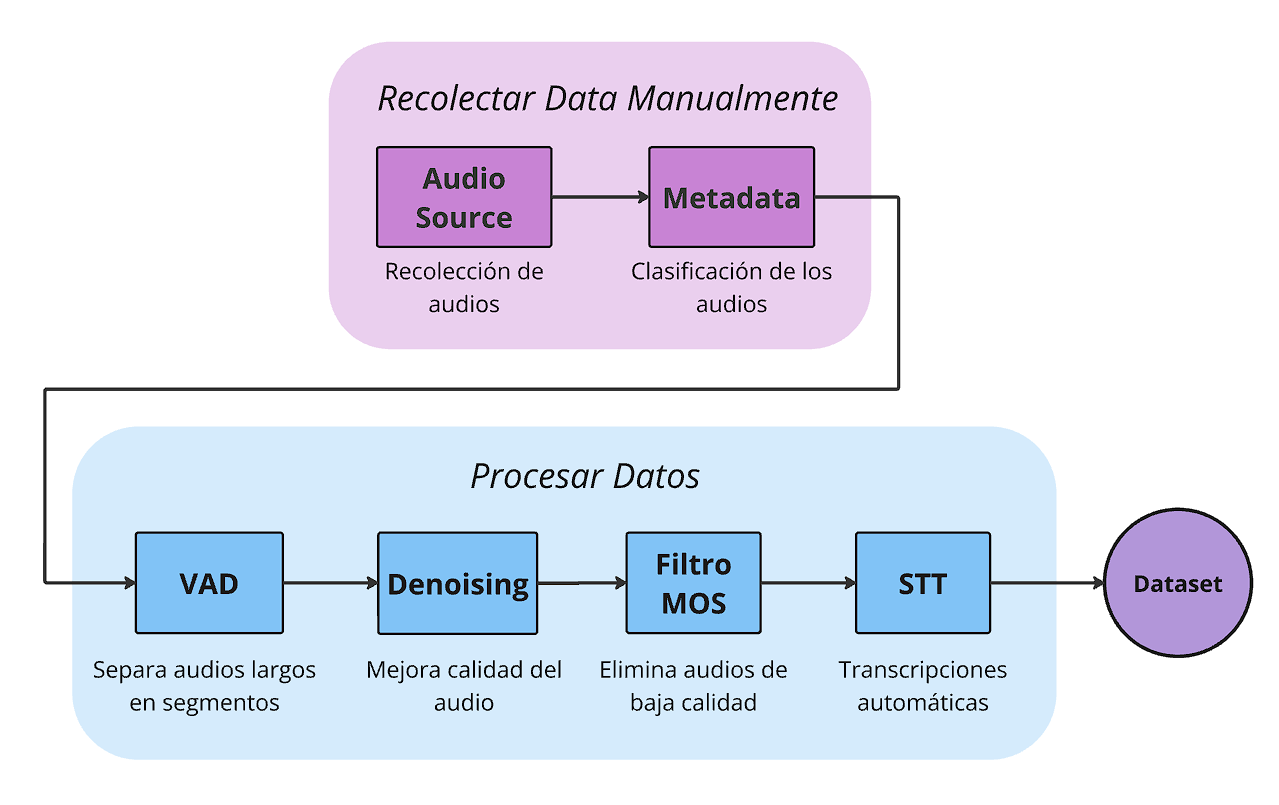 Recolectar Data Manualmente
Audio
Source
Metadata
Recolección de
audios
Clasificación de los
audios
Procesar Datos
VAD
Denoising
Filtro
MOS
STT
Dataset
Separa audios largos
en segmentos
Mejora calidad del
audio
Elimina audios de
baja calidad
Transcripciones
automáticas